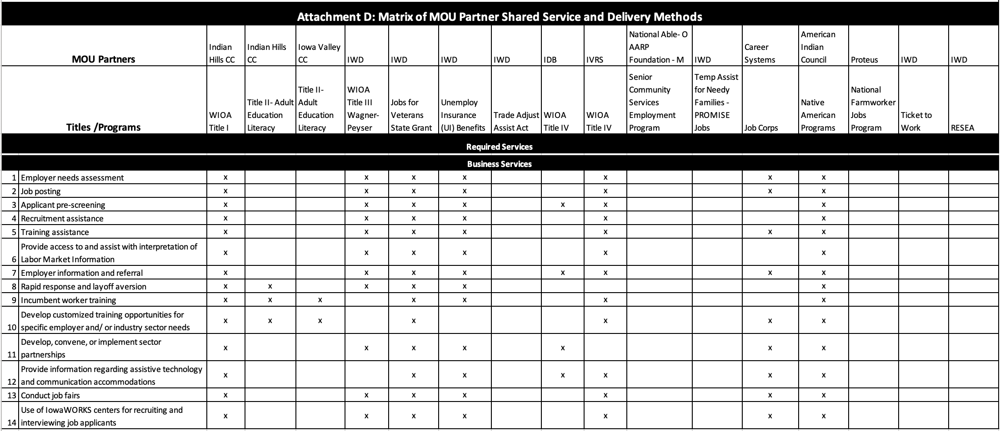 Attachment D: Matrix of MOU Partner Shared Service and Delivery Methods
MOU Partners
Indian
Hills CC
Indian Hills
CC
Iowa Valley
CC
IWD
IWD
IWD
IWD
IDB
IVRS
National Able- O
AARP
Foundation - M
IWD
Career
Systems
American
Indian
Council
Proteus
IWD
IWD
Titles /Programs
WIOA
Title I
Title II- Adult
Education
Literacy
Title II-
Adult
Education
Literacy
WIOA
Title III
Wagner-
Peyser
Jobs for
Veterans
State Grant
Unemploy
Insurance
(UI) Benefits
Trade Adjust
Assist Act
WIOA
Title IV
WIOA
Title IV
Senior
Community
Services
Employment
Program
Temp Assist
for Needy
Families -
PROMISE
Jobs
Job Corps
Native
American
Programs
National
Farmworker
Jobs
Program
Ticket to
Work
RESEA
Required Services
Business Services
1 Employer needs assessment x x x x x x x
2 Job posting x x x x x x x
3 Applicant pre-screening x x x x x x x
4 Recruitment assistance x x x x x x
5 Training assistance x x x x x x x
Provide access to and assist with interpretation of
6 Labor Market Information x x x x x x
7 Employer information and referral x x x x x x x x
8 Rapid response and layoff aversion x x x x x x
9 Incumbent worker training x x x x x x x
Develop customized training opportunities for
10 specific employer and/ or industry sector needs x x x x x x x
Develop, convene, or implement sector
11 partnerships x x x x x x x
Provide information regarding assistive technology
12 and communication accommodations x x x x x x x
13 Conduct job fairs x x x x x x x
Use of IowaWORKS centers for recruiting and
14 interviewing job applicants x x x x x x x